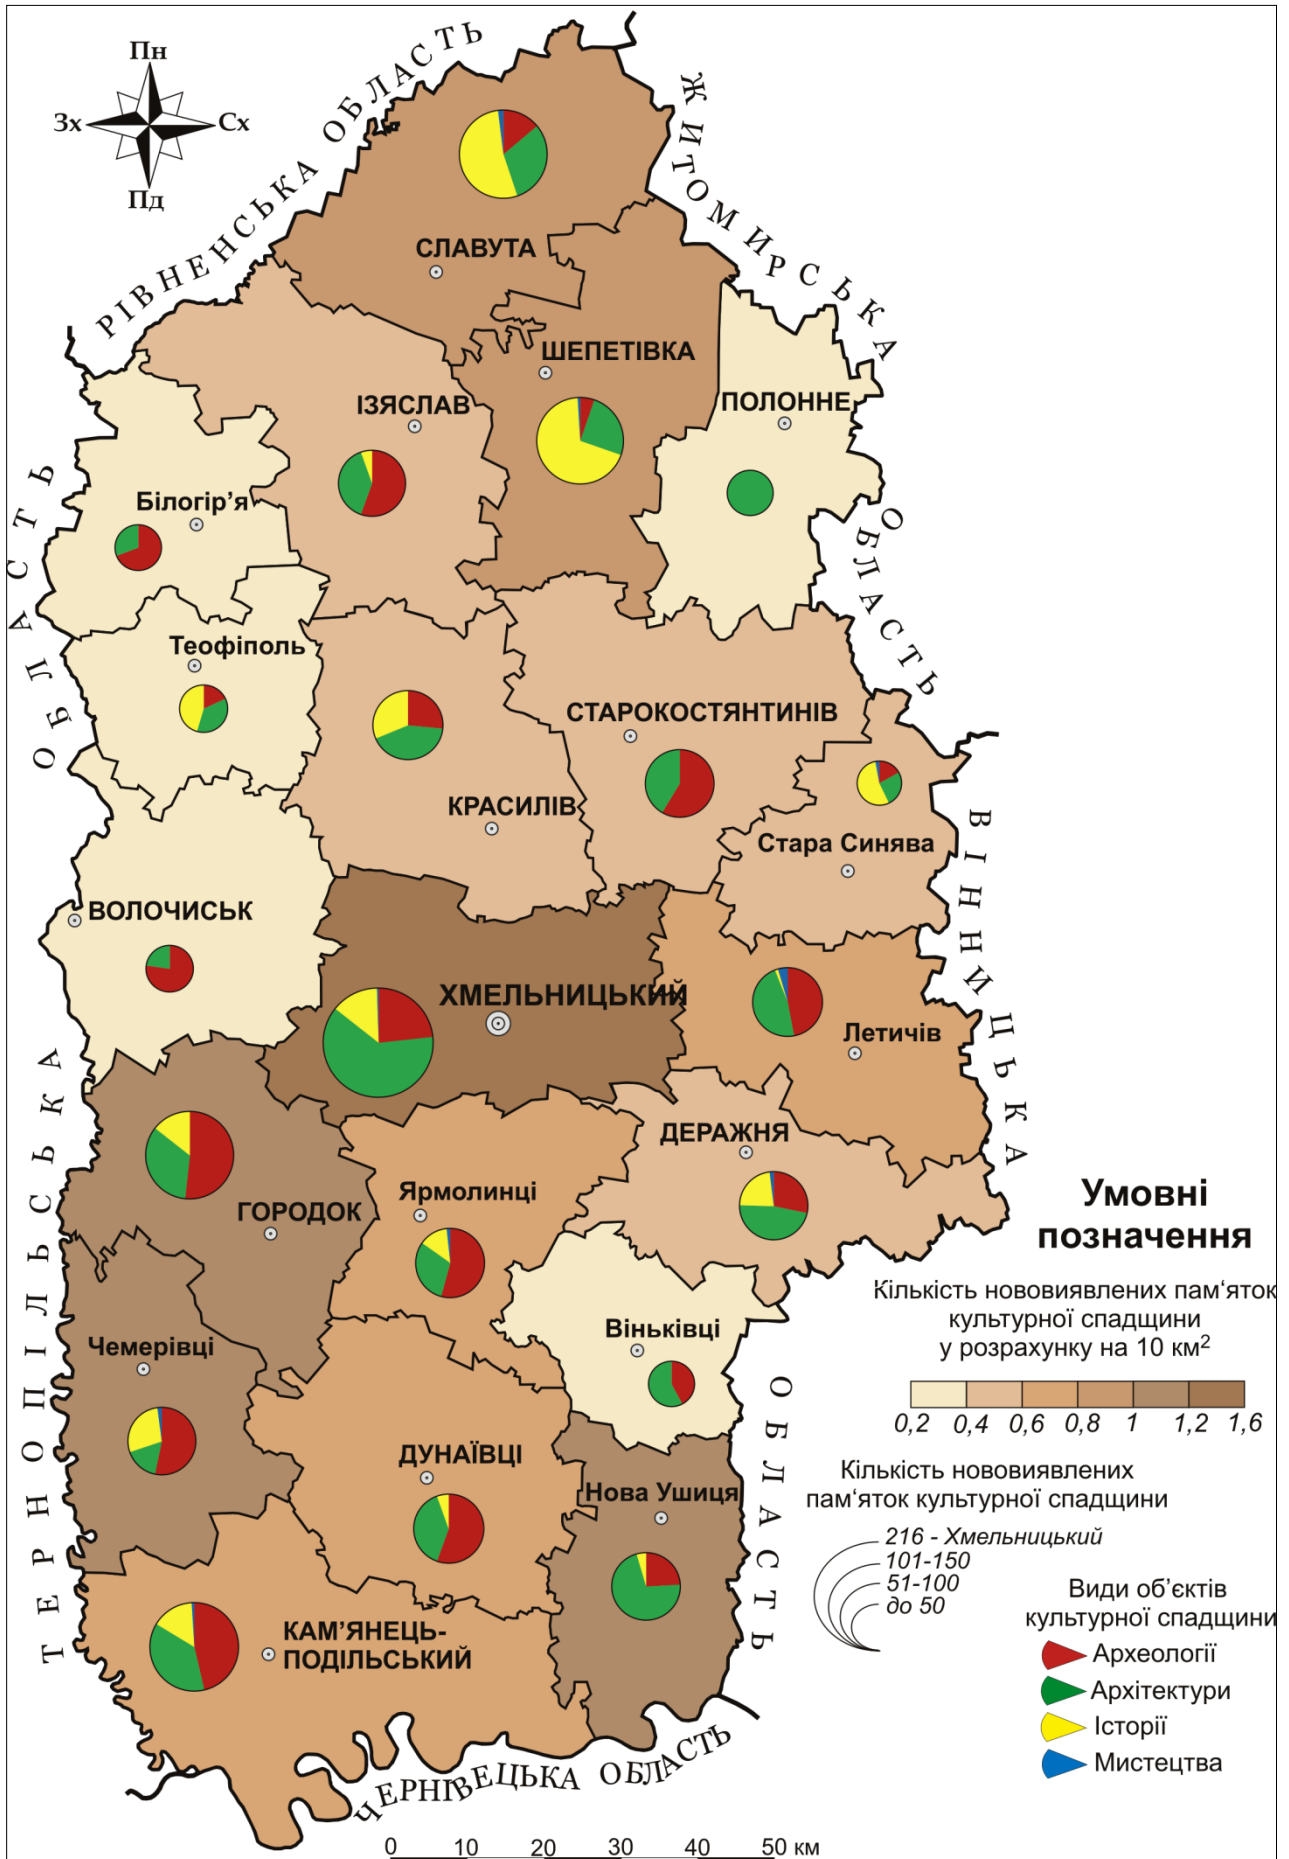 Пн
Зх
Сх
Пд
РІВНЕНСЬКА ОБЛАСТЬ
ЖИТОМИРСЬКА ОБЛАСТЬ
СЛАВУТА
ШЕПЕТІВКА
ПОЛОННЕ
ІЗЯСЛАВ
Білогір’я
Теофіполь
СТАРОКОСТЯНТИНІВ
КРАСИЛІВ
Стара Синява
ВОЛОЧИСЬК
ХМЕЛЬНИЦЬКИЙ
Летичів
ДЕРАЖНЯ
Ярмолинці
ГОРОДОК
Віньківці
Чемерівці
ДУНАЇВЦІ
Нова Ушиця
КАМ’ЯНЕЦЬ-
ПОДІЛЬСЬКИЙ
ТЕРНОПІЛЬСЬКА ОБЛАСТЬ
ВІННИЦЬКА ОБЛАСТЬ
ЧЕРНІВЕЦЬКА ОБЛАСТЬ
Умовні
позначення
Кількість нововиявлених пам‘яток
культурної спадщини
у розрахунку на 10 км²
0,2 0,4 0,6 0,8 1 1,2 1,6
Кількість нововиявлених
пам‘яток культурної спадщини
216 - Хмельницький
101-150
51-100
до 50
Види об’єктів
культурної спадщини
Археології
Архітектури
Історії
Мистецтва
0 10 20 30 40 50 км